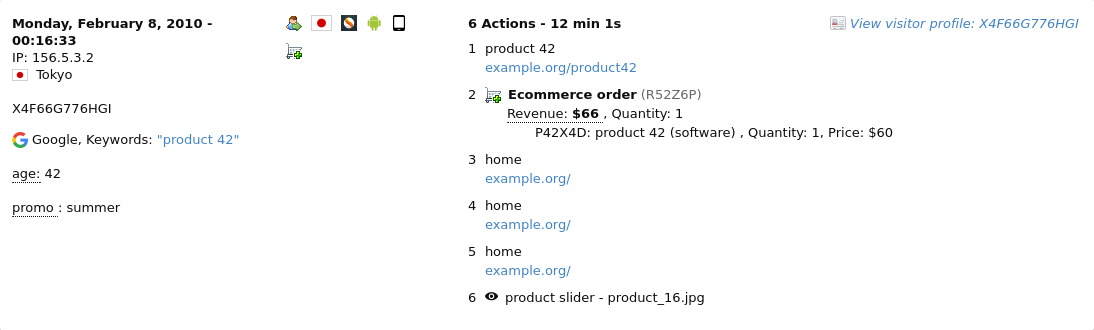 Monday, February 8, 2010 -
00:16:33
IP: 156.5.3.2
Tokyo
X4F66G776HGI
Google, Keywords: "product 42"
age: 42
promo : summer
6 Actions - 12 min 1s
View visitor profile: X4F66G776HGI
1 product 42
example.org/product42
2 Ecommerce order (R52Z6P)
Revenue: $66 , Quantity: 1
P42X4D: product 42 (software) , Quantity: 1, Price: $60
3 home
example.org/
4 home
example.org/
5 home
example.org/
6 product slider - product_16.jpg